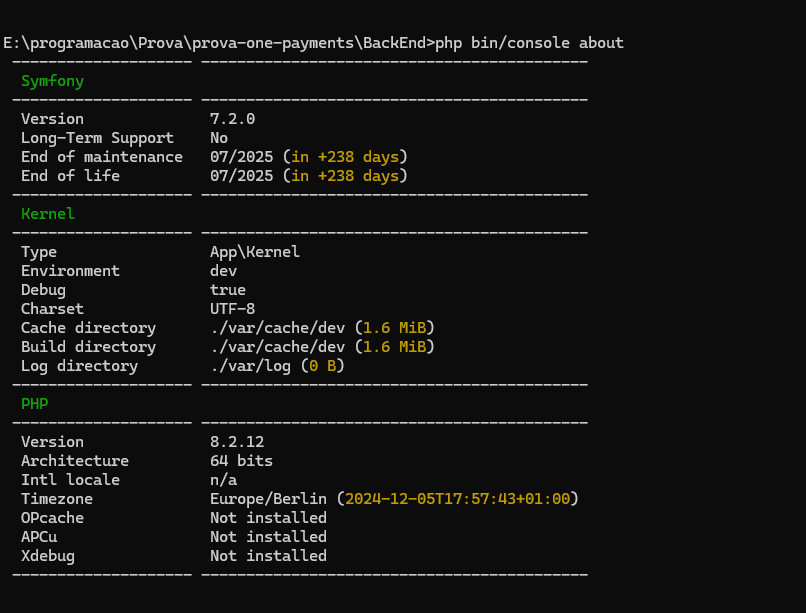 E:\programacao\Prova\prova-one-payments\BackEnd>php bin/console about
-------------------- -------------------------------------------
Symfony
-------------------- -------------------------------------------
Version 7.2.0
Long-Term Support No
End of maintenance 07/2025 (in +238 days)
End of life 07/2025 (in +238 days)
-------------------- -------------------------------------------
Kernel
-------------------- -------------------------------------------
Type App\Kernel
Environment dev
Debug true
Charset UTF-8
Cache directory ./var/cache/dev (1.6 MiB)
Build directory ./var/cache/dev (1.6 MiB)
Log directory ./var/log (0 B)
-------------------- -------------------------------------------
PHP
-------------------- -------------------------------------------
Version 8.2.12
Architecture 64 bits
Intl locale n/a
Timezone Europe/Berlin (2024-12-05T17:57:43+01:00)
OPcache Not installed
APCu Not installed
Xdebug Not installed
-------------------- -------------------------------------------